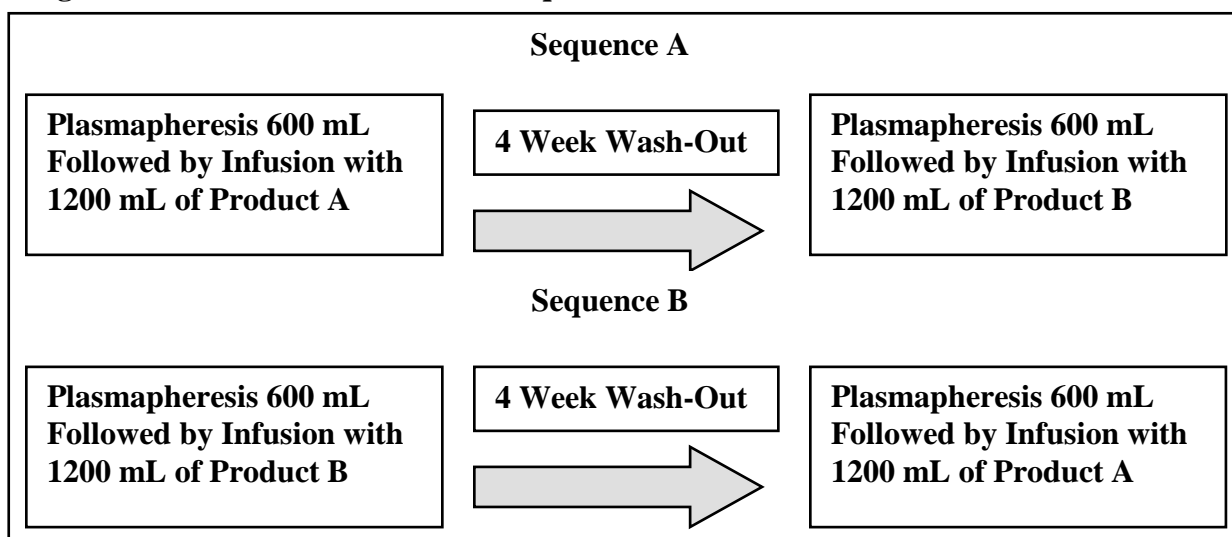 Sequence A
Plasmapheresis 600 mL
Followed by Infusion with
1200 mL of Product A
4 Week Wash-Out
Plasmapheresis 600 mL
Followed by Infusion with
1200 mL of Product B
Sequence B
Plasmapheresis 600 mL
Followed by Infusion with
1200 mL of Product B
4 Week Wash-Out
Plasmapheresis 600 mL
Followed by Infusion with
1200 mL of Product A